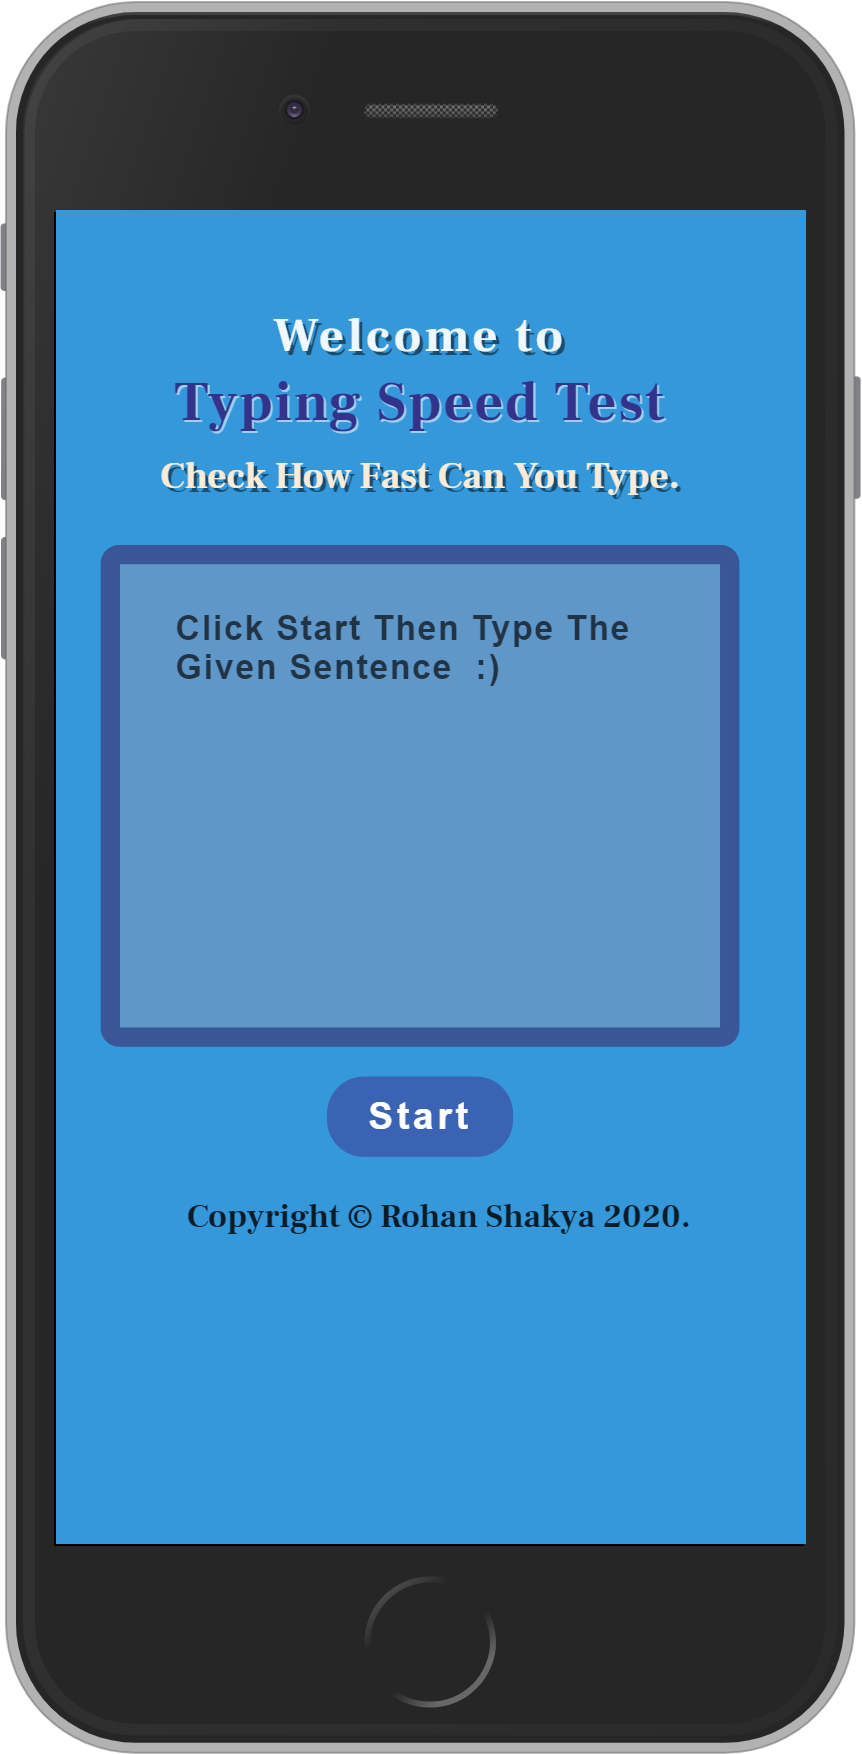 Welcome to
Typing Speed Test
Check How Fast Can You Type.
Click Start Then Type The
Given Sentence  :)
Start
Copyright © Rohan Shakya 2020.